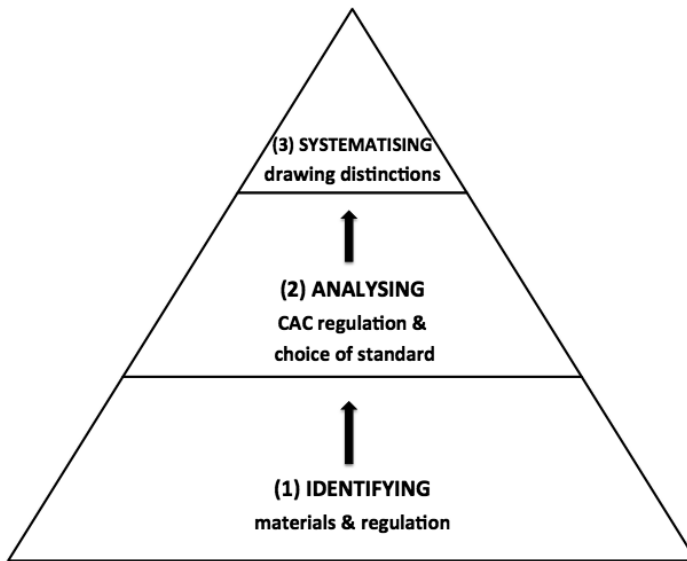 (3) SYSTEMATISING
drawing distinctions
(2) ANALYSING
CAC regulation &
choice of standard
(1) IDENTIFYING
materials & regulation